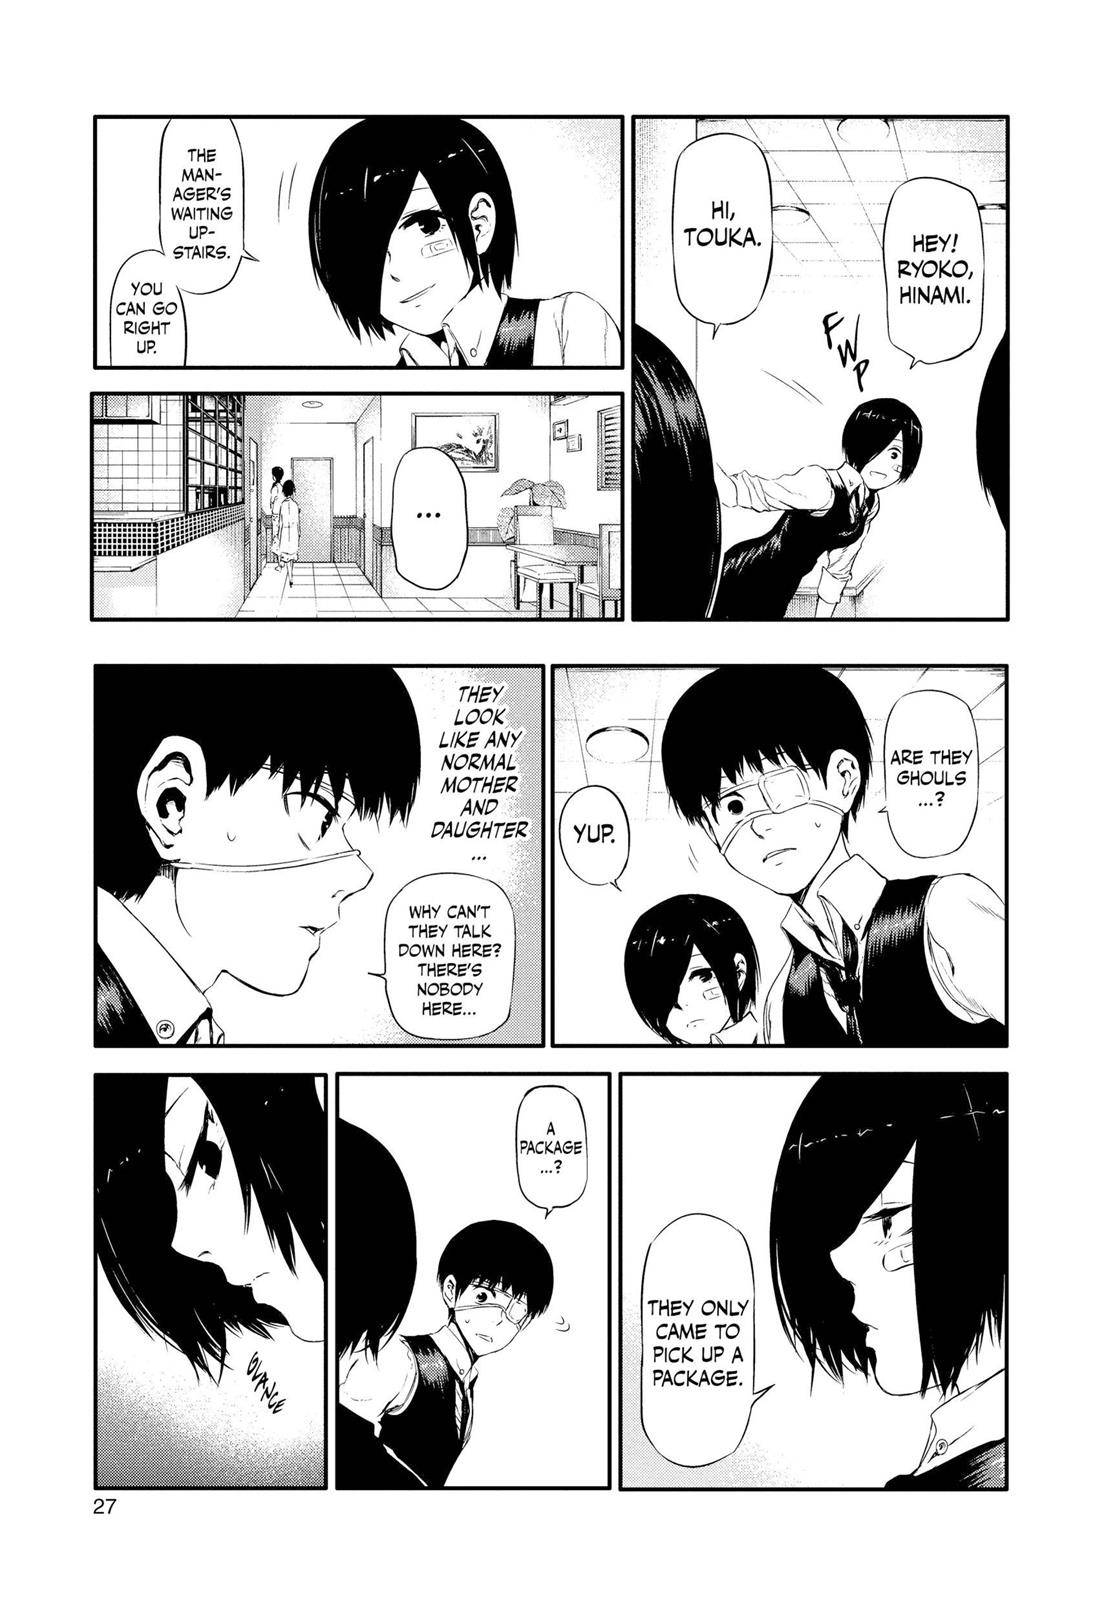 HEY!
RYOKO,
HINAMI.
HI,
TOUKA.
FWP
THE
MAN-
AGER'S
WAITING
UP-
STAIRS.
YOU
CAN GO
RIGHT
UP.
...
ARE THEY
GHOULS
...?
YUP.
THEY
LOOK
LIKE ANY
NORMAL
MOTHER
AND
DAUGHTER
...
WHY CAN'T
THEY TALK
DOWN HERE?
THERE'S
NOBODY
HERE...
THEY ONLY
CAME TO
PICK UP A
PACKAGE.
A
PACKAGE
...?
GLANCE
27